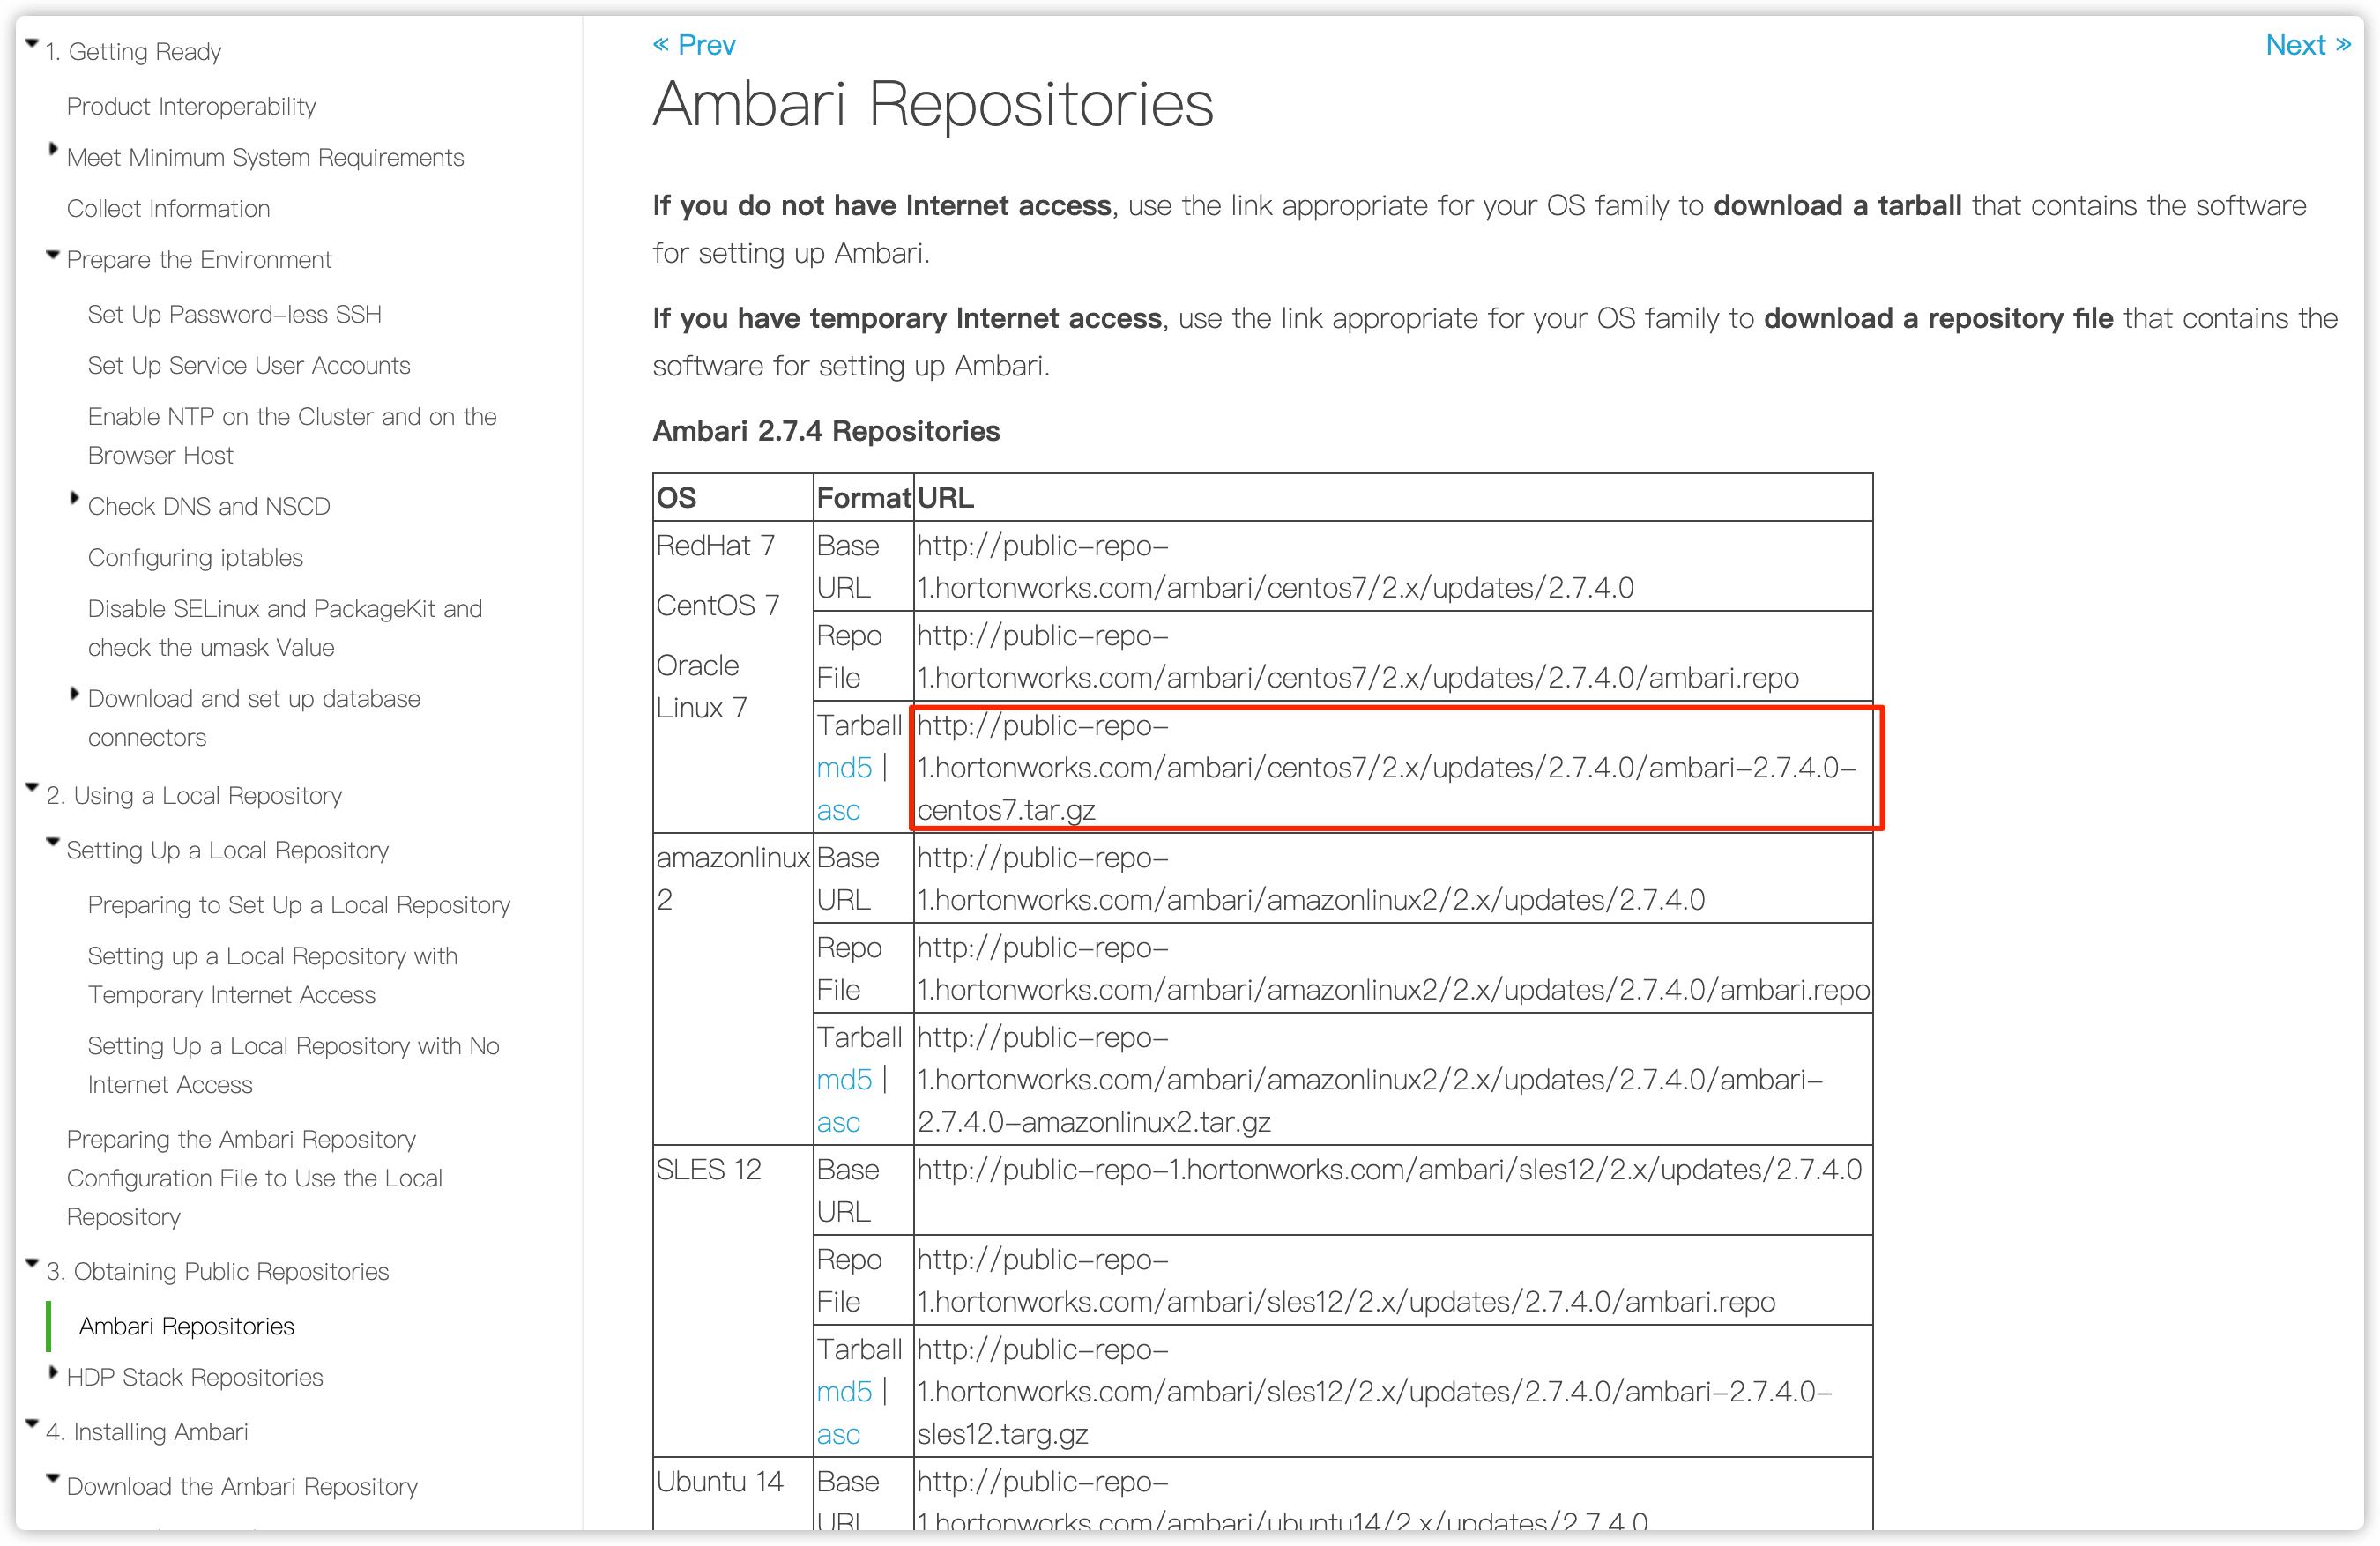 1. Getting Ready
Product Interoperability
Meet Minimum System Requirements
Collect Information
Prepare the Environment
Set Up Password-less SSH
Set Up Service User Accounts
Enable NTP on the Cluster and on the
Browser Host
Check DNS and NSCD
Configuring iptables
Disable SELinux and PackageKit and
check the umask Value
Download and set up database
connectors
2. Using a Local Repository
Setting Up a Local Repository
Preparing to Set Up a Local Repository
Setting up a Local Repository with
Temporary Internet Access
Setting Up a Local Repository with No
Internet Access
Preparing the Ambari Repository
Configuration File to Use the Local
Repository
3. Obtaining Public Repositories
Ambari Repositories
HDP Stack Repositories
4. Installing Ambari
Download the Ambari Repository
« Prev
Next »
Ambari Repositories
If you do not have Internet access, use the link appropriate for your OS family to download a tarball that contains the software
for setting up Ambari.
If you have temporary Internet access, use the link appropriate for your OS family to download a repository file that contains the
software for setting up Ambari.
Ambari 2.7.4 Repositories
OS Format URL
RedHat 7
CentOS 7
Oracle
Linux 7
Base
URL
http://public-repo-
1.hortonworks.com/ambari/centos7/2.x/updates/2.7.4.0
Repo
File
http://public-repo-
1.hortonworks.com/ambari/centos7/2.x/updates/2.7.4.0/ambari.repo
Tarball
md5 |
asc
http://public-repo-
1.hortonworks.com/ambari/centos7/2.x/updates/2.7.4.0/ambari-2.7.4.0-
centos7.tar.gz
amazonlinux
2
Base
URL
http://public-repo-
1.hortonworks.com/ambari/amazonlinux2/2.x/updates/2.7.4.0
Repo
File
http://public-repo-
1.hortonworks.com/ambari/amazonlinux2/2.x/updates/2.7.4.0/ambari.repo
Tarball
md5 |
asc
http://public-repo-
1.hortonworks.com/ambari/amazonlinux2/2.x/updates/2.7.4.0/ambari-
2.7.4.0-amazonlinux2.tar.gz
SLES 12
Base
URL
http://public-repo-1.hortonworks.com/ambari/sles12/2.x/updates/2.7.4.0
Repo
File
http://public-repo-
1.hortonworks.com/ambari/sles12/2.x/updates/2.7.4.0/ambari.repo
Tarball
md5 |
asc
http://public-repo-
1.hortonworks.com/ambari/sles12/2.x/updates/2.7.4.0/ambari-2.7.4.0-
sles12.targ.gz
Ubuntu 14
Base
URL
http://public-repo-
1.hortonworks.com/ambari/ubuntu14/2.x/updates/2.7.4.0